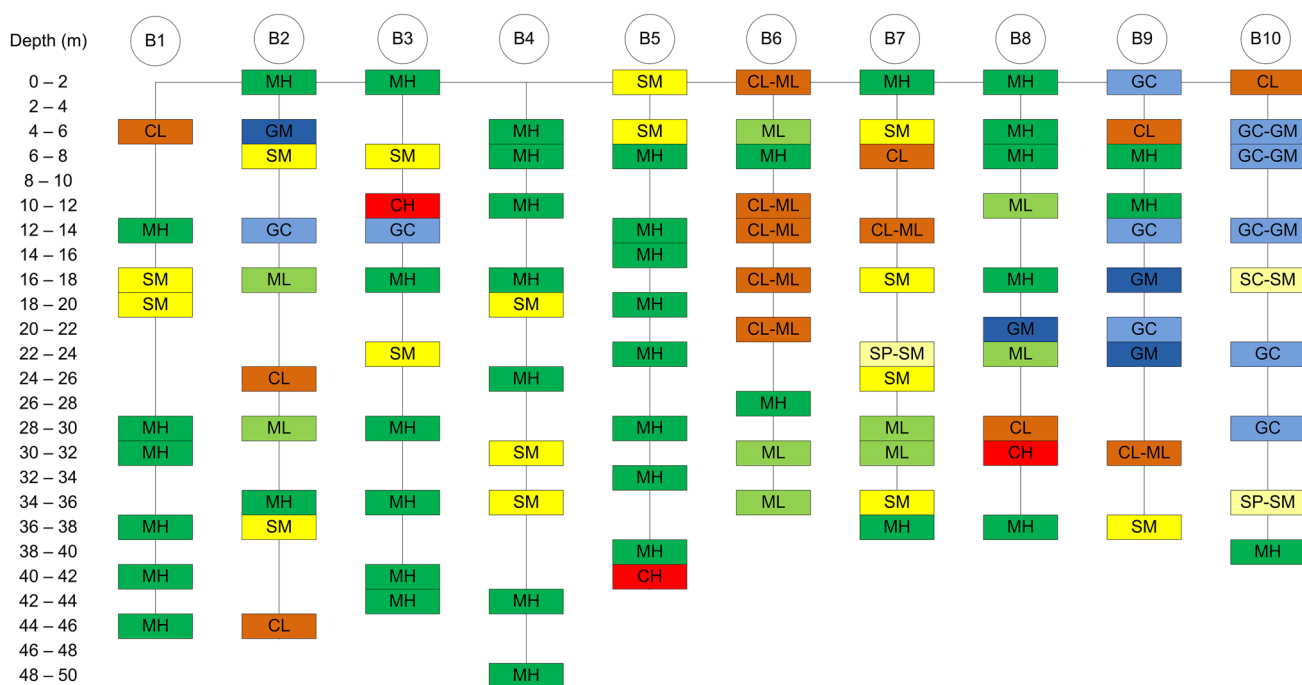 Depth (m) B1 B2 B3 B4 B5 B6 B7 B8 B9 B10
0 – 2 MH MH SM CL-ML MH MH GC CL
2 – 4
4 – 6 CL GM MH SM ML SM MH CL GC-GM
6 – 8 SM SM MH MH MH CL MH MH GC-GM
8 – 10
10 – 12 CH MH CL-ML ML MH
12 – 14 MH GC GC MH CL-ML CL-ML GC GC-GM
14 – 16 MH
16 – 18 SM ML MH MH CL-ML SM MH GM SC-SM
18 – 20 SM SM MH
20 – 22 CL-ML GM GC
22 – 24 SM MH SP-SM ML GM GC
24 – 26 CL MH SM
26 – 28 MH
28 – 30 MH ML MH MH ML CL GC
30 – 32 MH SM ML ML CH CL-ML
32 – 34 MH
34 – 36 MH MH SM ML SM SP-SM
36 – 38 MH SM MH MH SM
38 – 40 MH MH
40 – 42 MH MH CH
42 – 44 MH MH
44 – 46 MH CL
46 – 48
48 – 50 MH